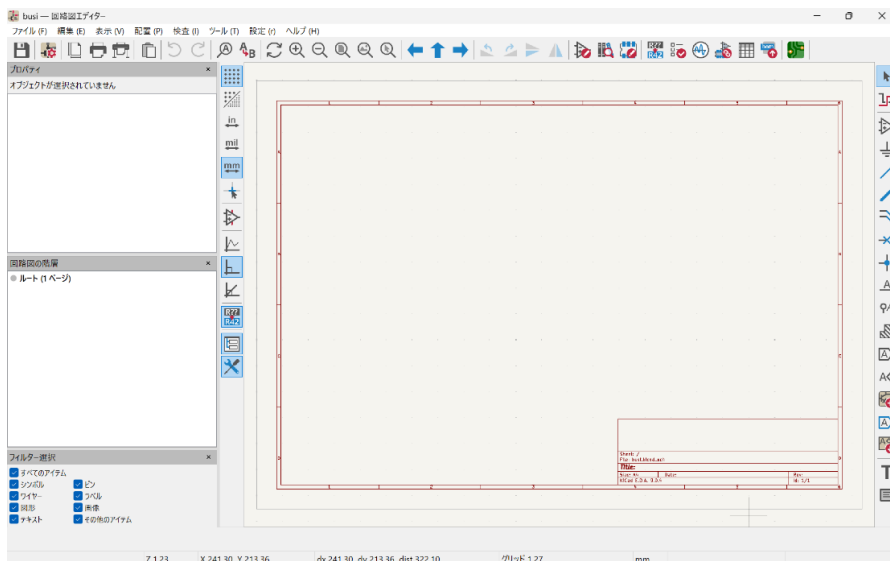 busi — 回路図エディター
ファイル (F) 編集 (E) 表示 (V) 配置 (P) 検査 (I) ツール (T) 設定 (r) ヘルプ (H)
プロパティ ×
オブジェクトが選択されていません
in
mil
mm
回路図の階層 ×
ルート (1 ページ)
フィルター選択 ×
すべてのアイテム
シンボル ピン
ワイヤー ラベル
図形 画像
テキスト その他のアイテム
Sheet: /
File: busi.kicad_sch
Title:
Size: A4 Date: Rev:
Id: 1/1
Z 1.23 X 241.30 Y 213.36 dx 241.30 dy 213.36 dist 322.10 グリッド 1.27 mm